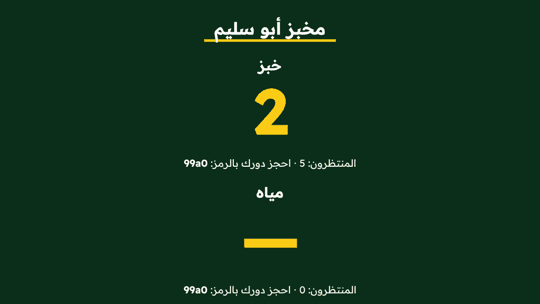 مخبز أبو سليم
خبز
2
المنتظرون: 5 · احجز دورك بالرمز: 99a0
مياه
—
المنتظرون: 0 · احجز دورك بالرمز: 99a0